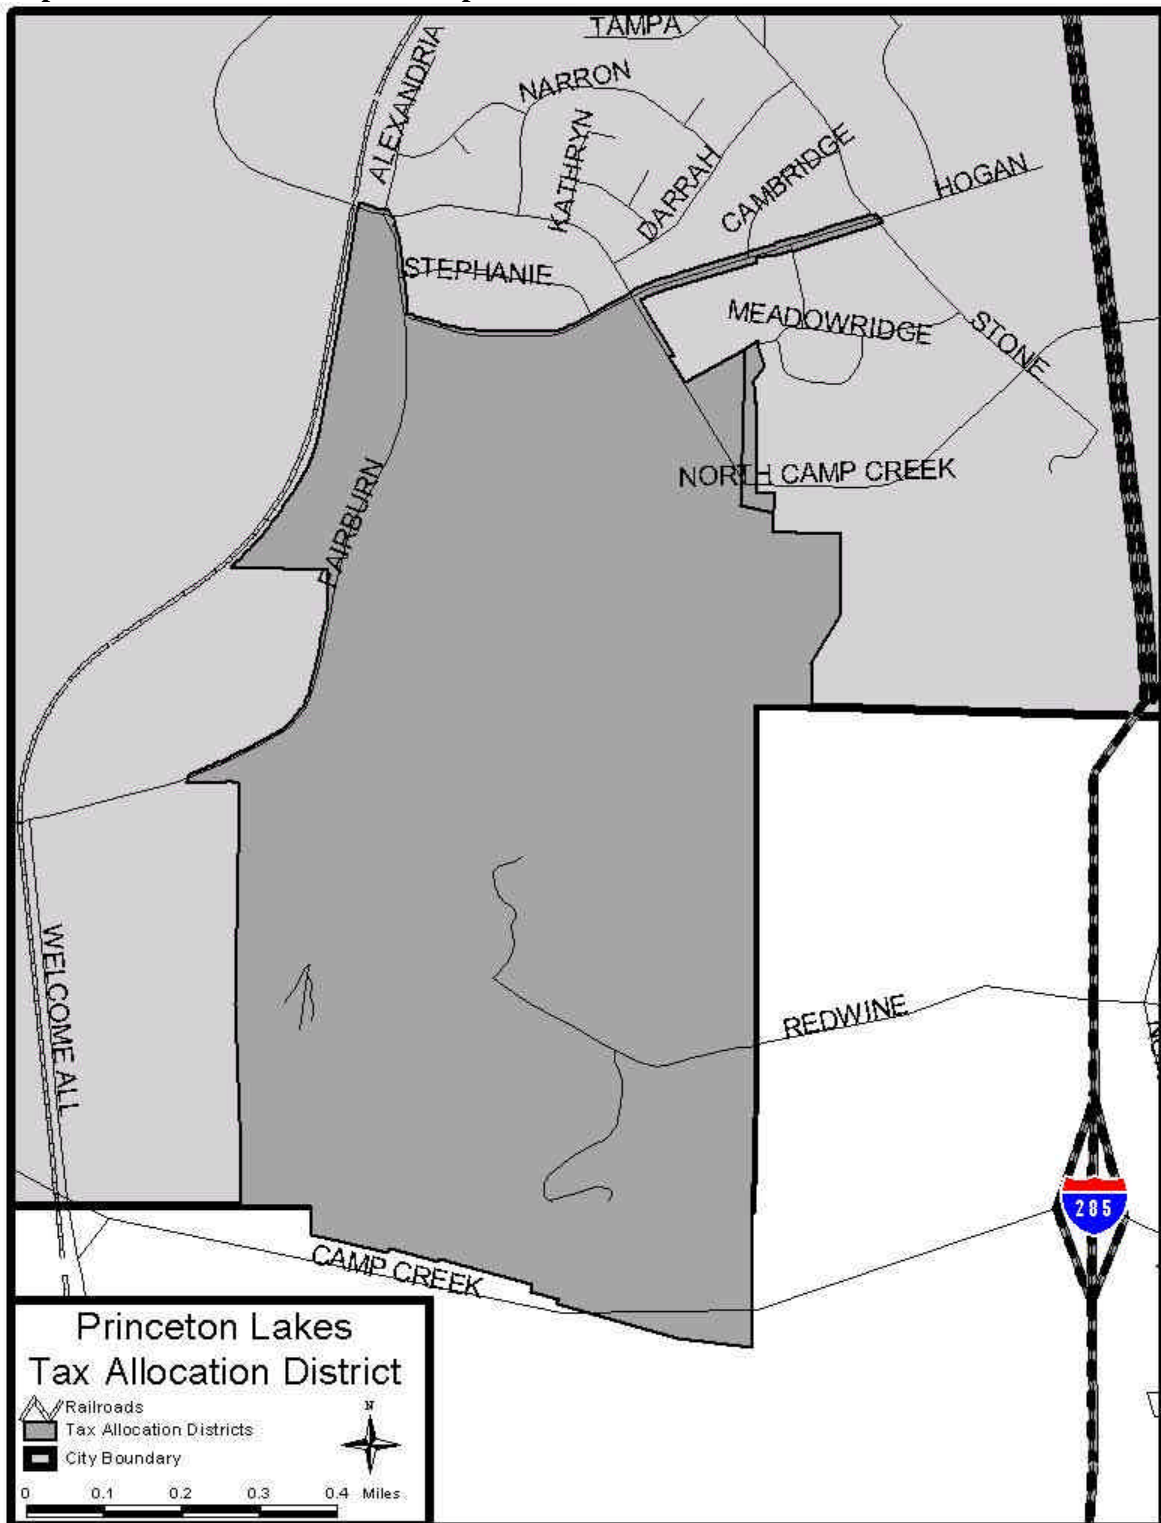 TAMPA
ALEXANDRIA
NARRON
KATHRYN
DARRAH
CAMBRIDGE
HOGAN
STEPHANIE
MEADOWRIDGE
STONE
NORTH CAMP CREEK
FAIRBURN
WELCOME ALL
REDWINE
285
CAMP CREEK
Princeton Lakes
Tax Allocation District
Railroads
N
Tax Allocation Districts
City Boundary
0 0.1 0.2 0.3 0.4 Miles